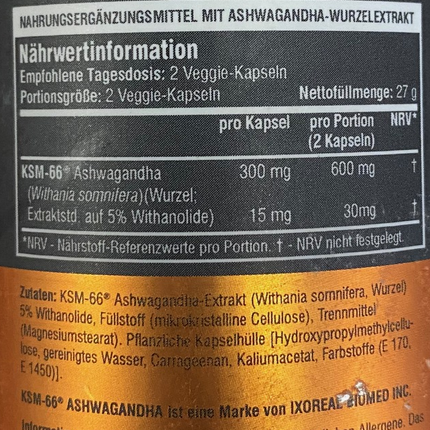 NAHRUNGSERGÄNZUNGSMITTEL MIT ASHWAGANDHA-WURZELEXTRAKT
Nährwertinformation
Empfohlene Tagesdosis: 2 Veggie-Kapseln
Portionsgröße: 2 Veggie-Kapseln Nettofüllmenge: 27 g
pro Kapsel pro Portion NRV*
(2 Kapseln)
KSM-66® Ashwagandha 300 mg 600 mg †
(Withania somnifera)(Wurzel;
Extraktstd. auf 5% Withanolide) 15 mg 30mg †
*NRV - Nährstoff-Referenzwerte pro Portion. † - NRV nicht festgelegt.
Zutaten: KSM-66® Ashwagandha-Extrakt (Withania somnifera, Wurzel)
5% Withanolide, Füllstoff (mikrokristalline Cellulose), Trennmittel
(Magnesiumstearat). Pflanzliche Kapselhülle [Hydroxypropylmethylcellu-
lose, gereinigtes Wasser, Carrageenan, Kaliumacetat, Farbstoffe (E 170,
E 1450)].
KSM-66® ASHWAGANDHA ist eine Marke von IXOREAL BIOMED INC.
Allergene. Das